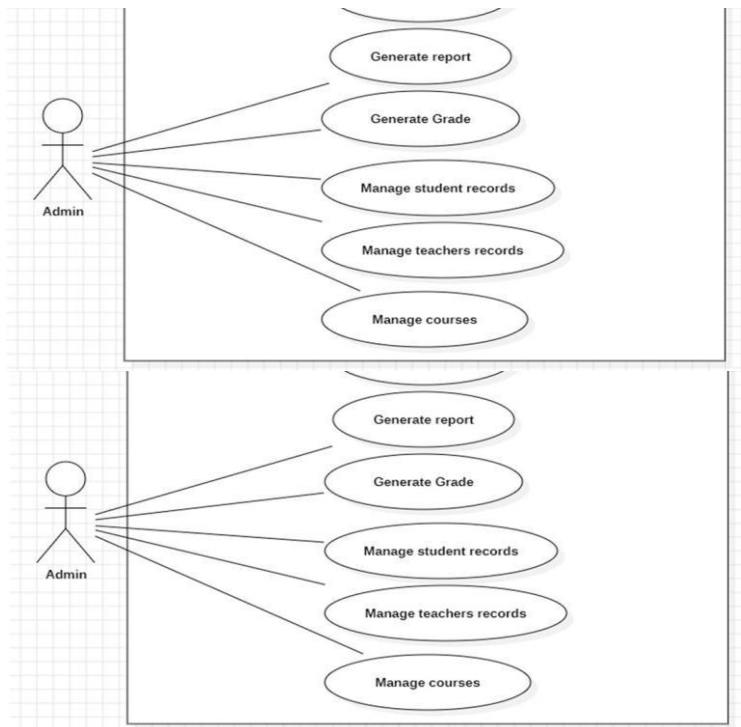 Generate report
Generate Grade
Manage student records
Admin
Manage teachers records
Manage courses
Generate report
Generate Grade
Manage student records
Admin
Manage teachers records
Manage courses